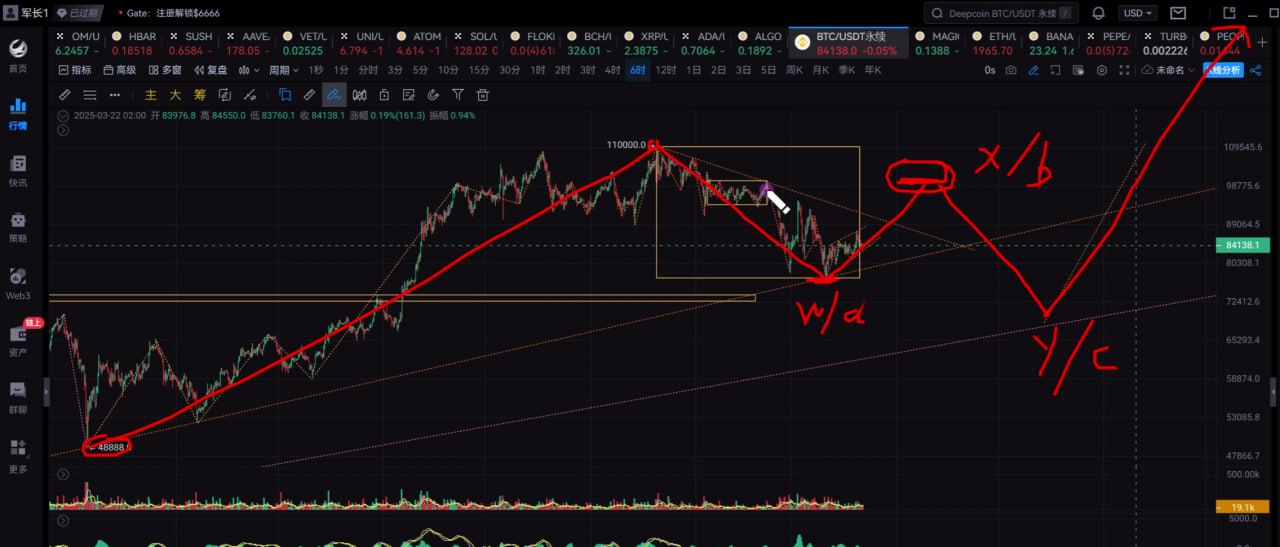 军长1 已过期 Gate：注册解锁$6666 Deepcoin BTC/USDT 永续 / USD
OM/U HBAR SUSH AAVE/ VET/U UNI/L ATOM SOL/L FLOKI BCH/I XRP/L ADA/I ALGO BTC/USDT永续 MAGI ETH/L BANA PEPE/ TURB PEOP
6.2457 0.18518 0.6584 178.05 0.02525 6.794 4.614 128.02 0.0{4}61 326.01 2.3875 0.7064 0.1892 84138.0 -0.05% 0.1388 1965.70 23.24 0.0{5}72 0.002226
首页
行情
快讯
策略
Web3
链上
资产
群聊
更多
指标 高级 多窗 复盘 周期 1秒 1分 分时 3分 5分 10分 15分 30分 1时 2时 3时 4时 6时 12时 1日 2日 3日 5日 周K 月K 季K 年K 0s 未命名 线分析
主 大 筹
2025-03-22 02:00 开 83976.8 高 84550.0 低 83760.1 收 84138.1 涨幅 0.19%(161.3) 振幅 0.94%
110000.0
48888.
X/b
W/a
Y/c
109545.6
98775.6
89064.5
84138.1
80308.1
72412.6
65293.4
58874.0
53085.8
47866.7
500.00k
19.1k
5000.0